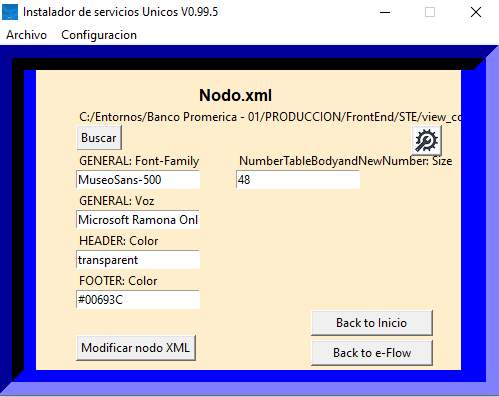 Instalador de servicios Unicos V0.99.5
Archivo Configuracion
Nodo.xml
C:/Entornos/Banco Promerica - 01/PRODUCCION/FrontEnd/STE/view_co
Buscar
GENERAL: Font-Family NumberTableBodyandNewNumber: Size
MuseoSans-500 48
GENERAL: Voz
Microsoft Ramona Onl
HEADER: Color
transparent
FOOTER: Color
#00693C
Back to Inicio
Modificar nodo XML
Back to e-Flow